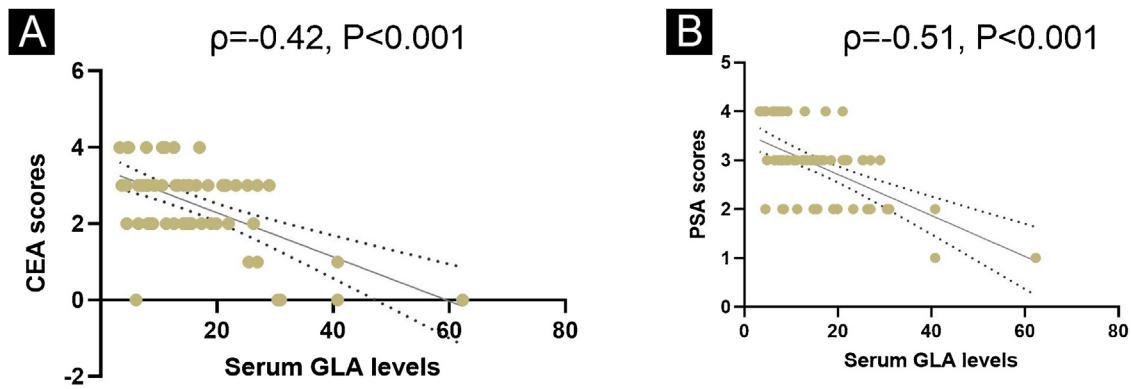 A
ρ=-0.42, P<0.001
CEA scores
6
4
2
0
-2
20
40
60
80
Serum GLA levels
B
ρ=-0.51, P<0.001
PSA scores
5
4
3
2
1
0
0
20
40
60
80
Serum GLA levels